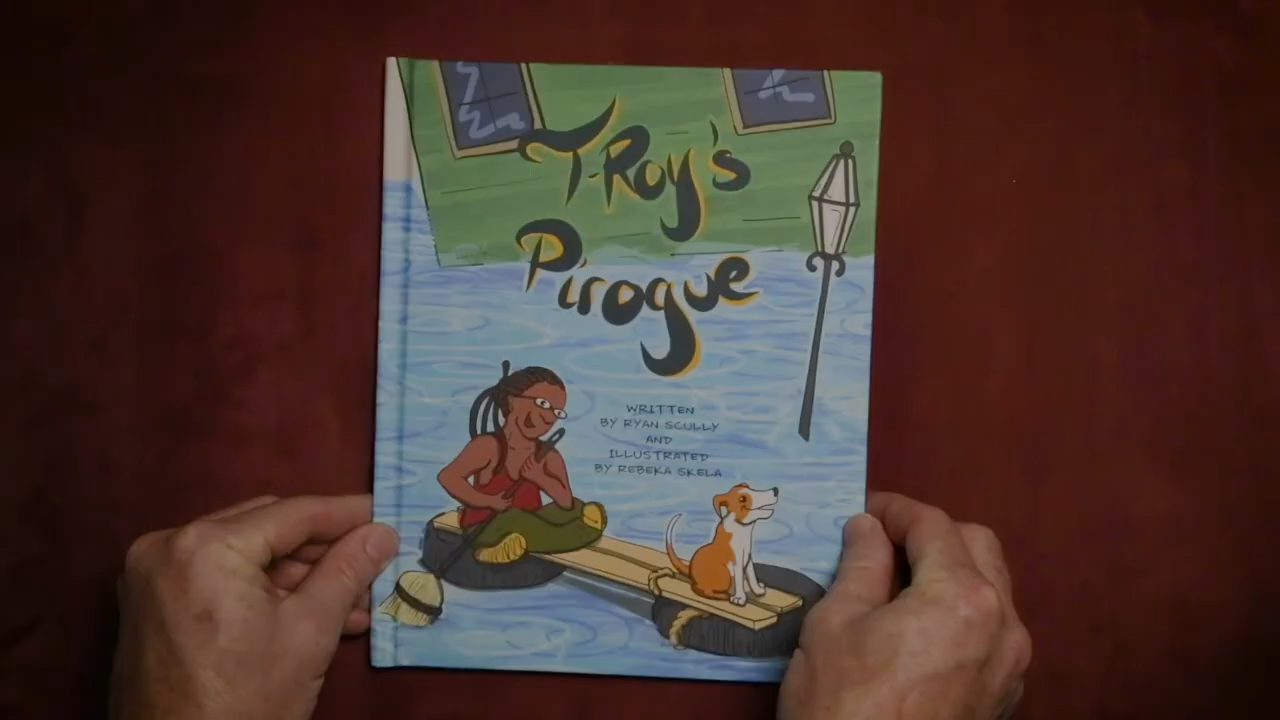 T-Roy's
Pirogue
WRITTEN
BY RYAN SCULLY
AND
ILLUSTRATED
BY REBEKA SKELA